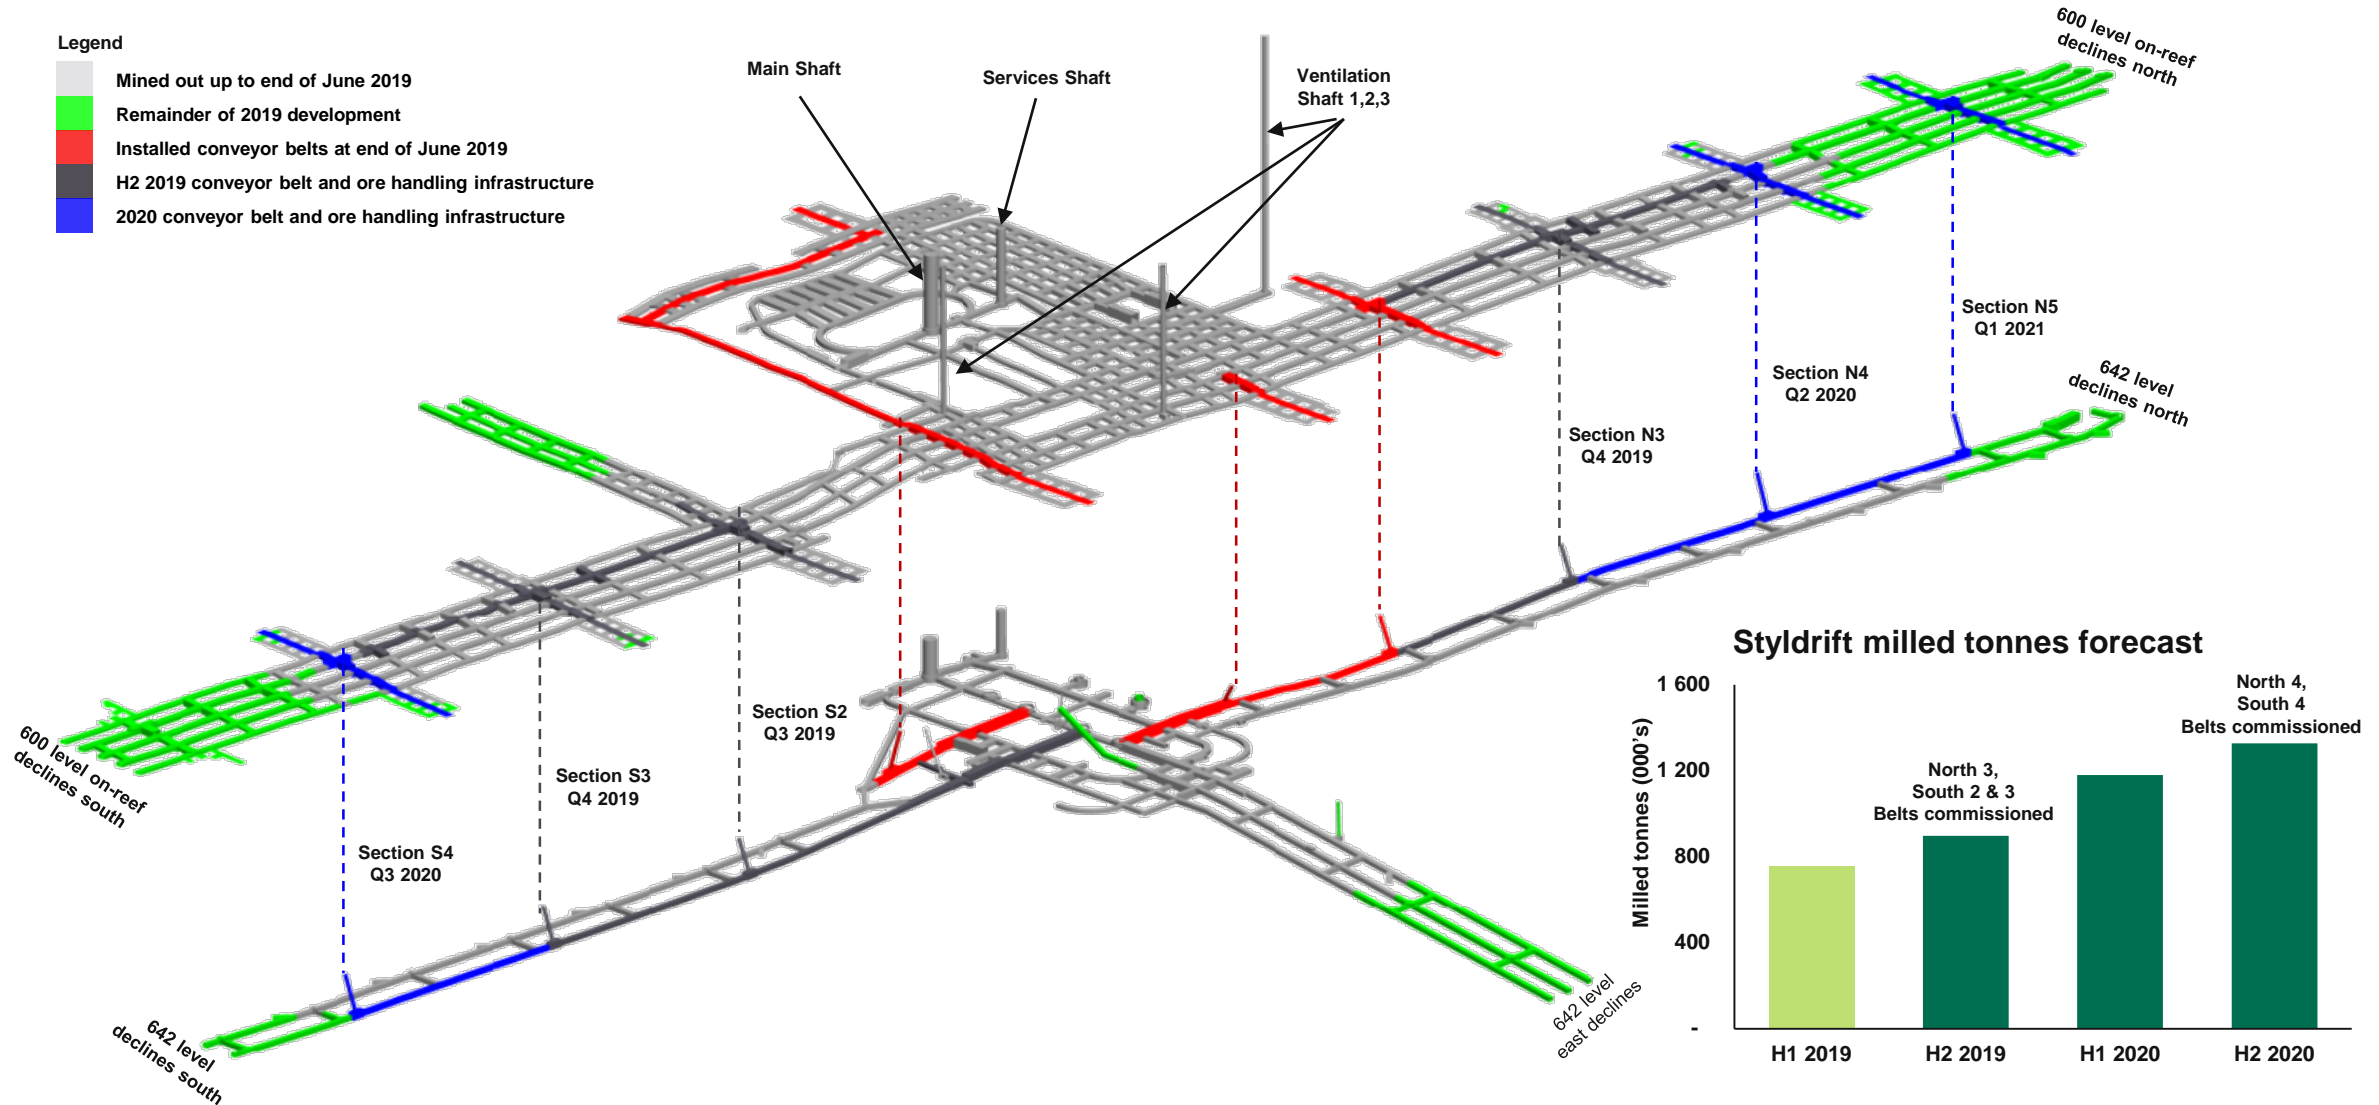 Legend
Mined out up to end of June 2019
Remainder of 2019 development
Installed conveyor belts at end of June 2019
H2 2019 conveyor belt and ore handling infrastructure
2020 conveyor belt and ore handling infrastructure
Main Shaft
Services Shaft
Ventilation
Shaft 1,2,3
600 level on-reef
declines north
Section N5
Q1 2021
Section N4
Q2 2020
642 level
declines north
Section N3
Q4 2019
Section S2
Q3 2019
Section S3
Q4 2019
Section S4
Q3 2020
600 level on-reef
declines south
642 level
declines south
642 level
east declines
Styldrift milled tonnes forecast
Milled tonnes (000's)
1 600
1 200
800
400
-
North 3,
South 2 & 3
Belts commissioned
North 4,
South 4
Belts commissioned
H1 2019
H2 2019
H1 2020
H2 2020